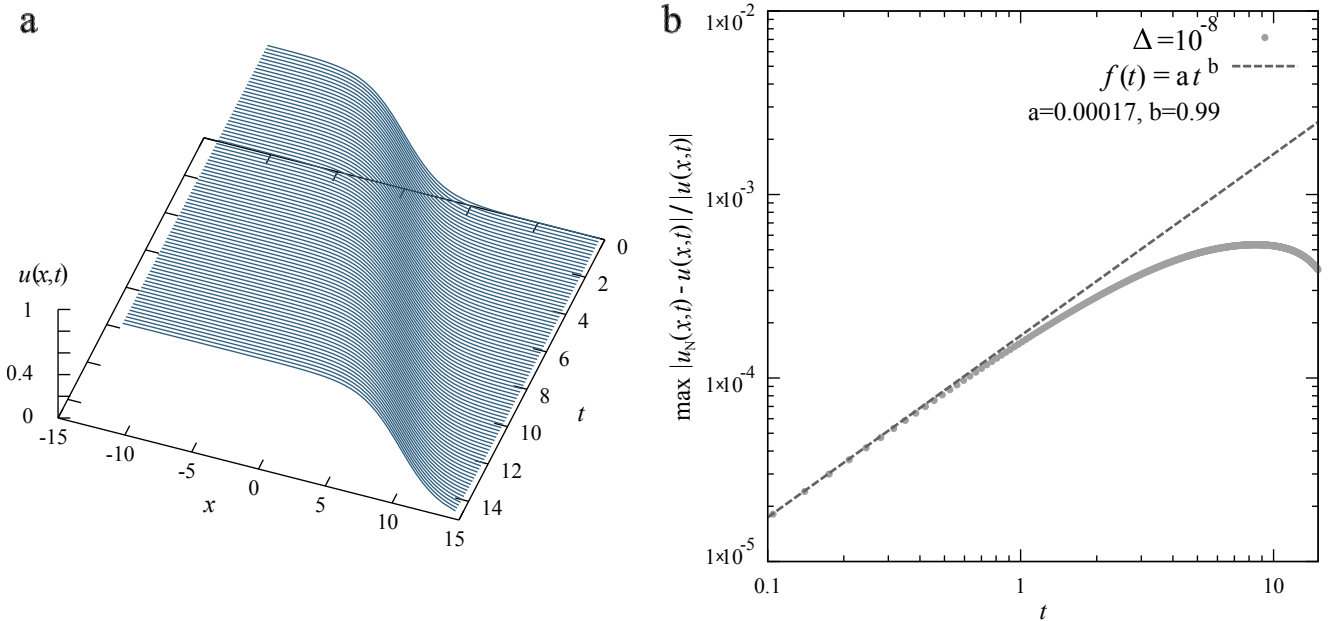 a
u(x,t)
1
0.4
0
-15
-10
-5
0
5
10
15
x
0
2
4
6
8
10
12
14
t
b
max |u_N(x,t) - u(x,t)| / |u(x,t)|
1×10^-2
1×10^-3
1×10^-4
1×10^-5
Δ=10^-8
f(t) = a t^b
a=0.00017, b=0.99
0.1
1
10
t